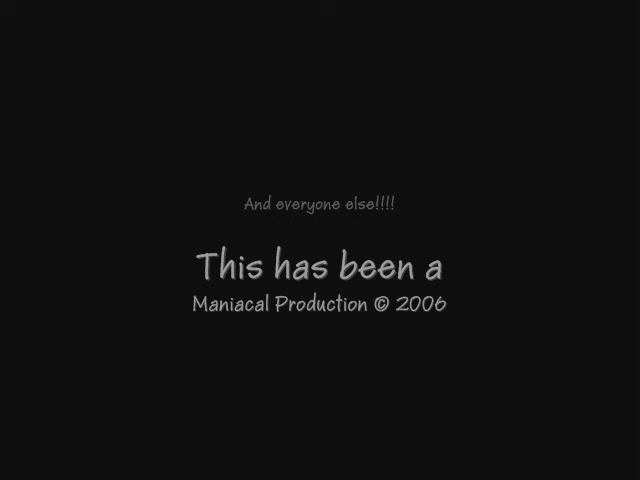 And everyone else!!!!
This has been a
Maniacal Production © 2006